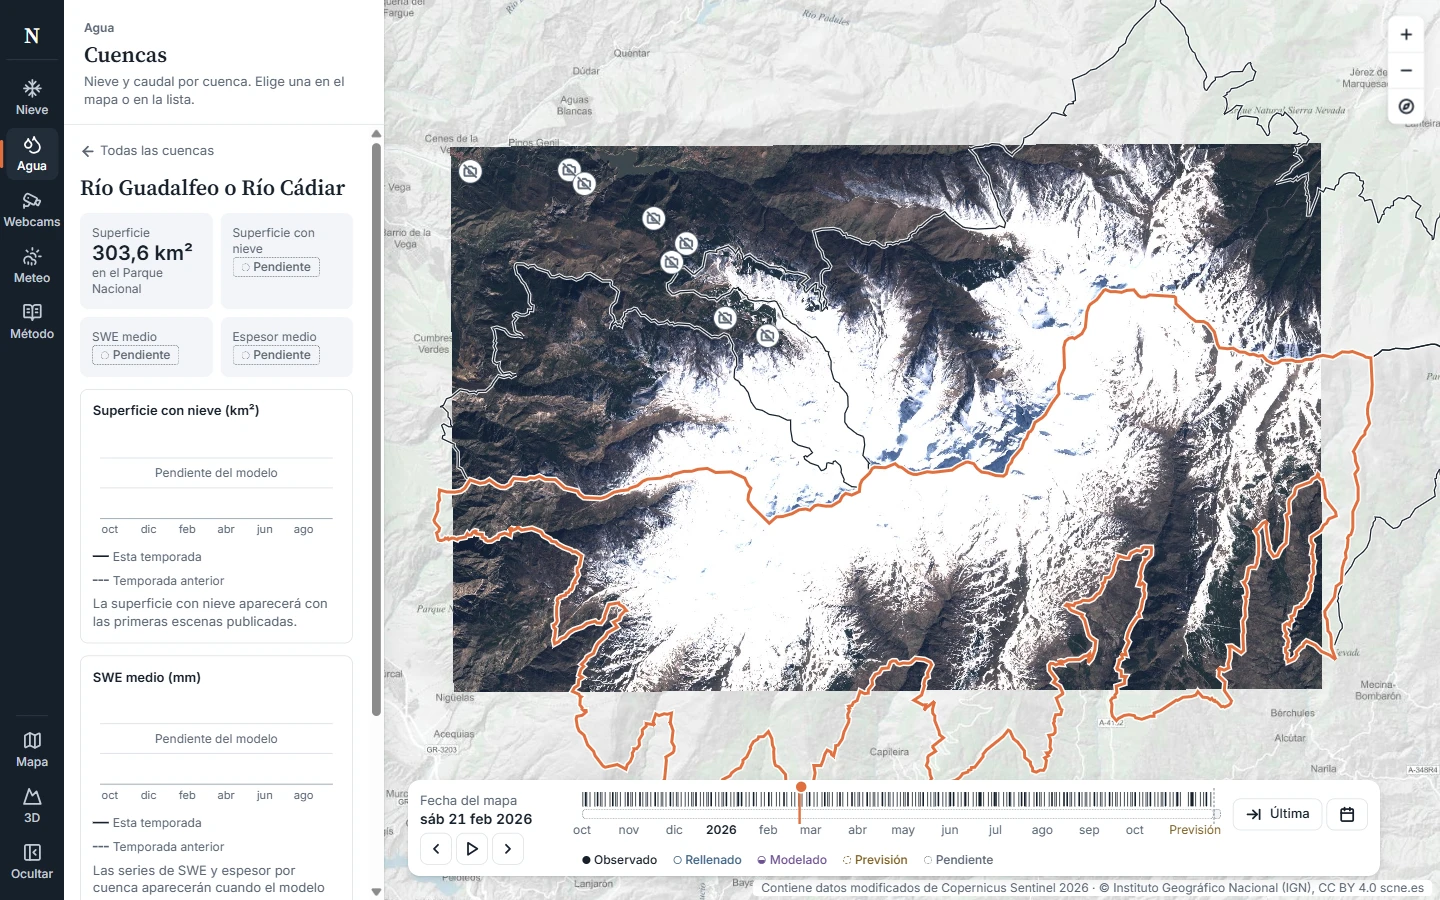 N
Nieve
Agua
Webcams
Meteo
Método
Mapa
3D
Ocultar
Agua
Cuencas
Nieve y caudal por cuenca. Elige una en el
mapa o en la lista.
Todas las cuencas
Río Guadalfeo o Río Cádiar
Superficie
303,6 km²
en el Parque
Nacional
Superficie con
nieve
Pendiente
SWE medio
Pendiente
Espesor medio
Pendiente
Superficie con nieve (km²)
Pendiente del modelo
oct dic feb abr jun ago
Esta temporada
Temporada anterior
La superficie con nieve aparecerá con
las primeras escenas publicadas.
SWE medio (mm)
Pendiente del modelo
oct dic feb abr jun ago
Esta temporada
Temporada anterior
Las series de SWE y espesor por
cuenca aparecerán cuando el modelo
Fargue
Río Padules
Quéntar
Dúdar
Aguas
Blancas
Cenes de la
Pinos Genil
Vega
Barrio de la
Vega
Cumbres
Verdes
Jérez de
Natural Sierra Nevada
Nigüelas
Acequias
GR-3203
Capileira
A-4132
Bérchules
Alcútar
Narila
A-348R4
Mecina-
Bombarón
Lanjarón
Fecha del mapa
sáb 21 feb 2026
oct nov dic 2026 feb mar abr may jun jul ago sep oct Previsión
Observado Rellenado Modelado Previsión Pendiente
Última
Contiene datos modificados de Copernicus Sentinel 2026 · © Instituto Geográfico Nacional (IGN), CC BY 4.0 scne.es